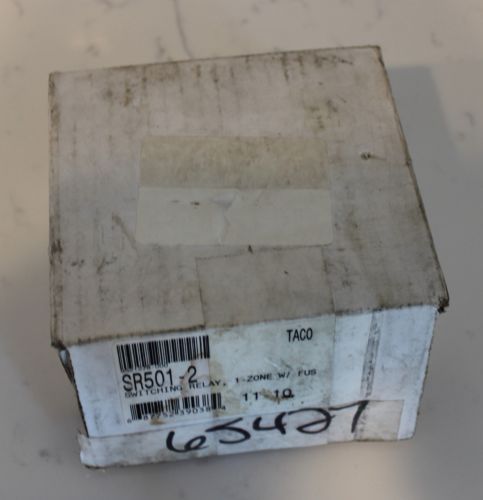 TACO
SR501-2
SWITCHING RELAY, 1-ZONE W/ FUS
11 10
63427